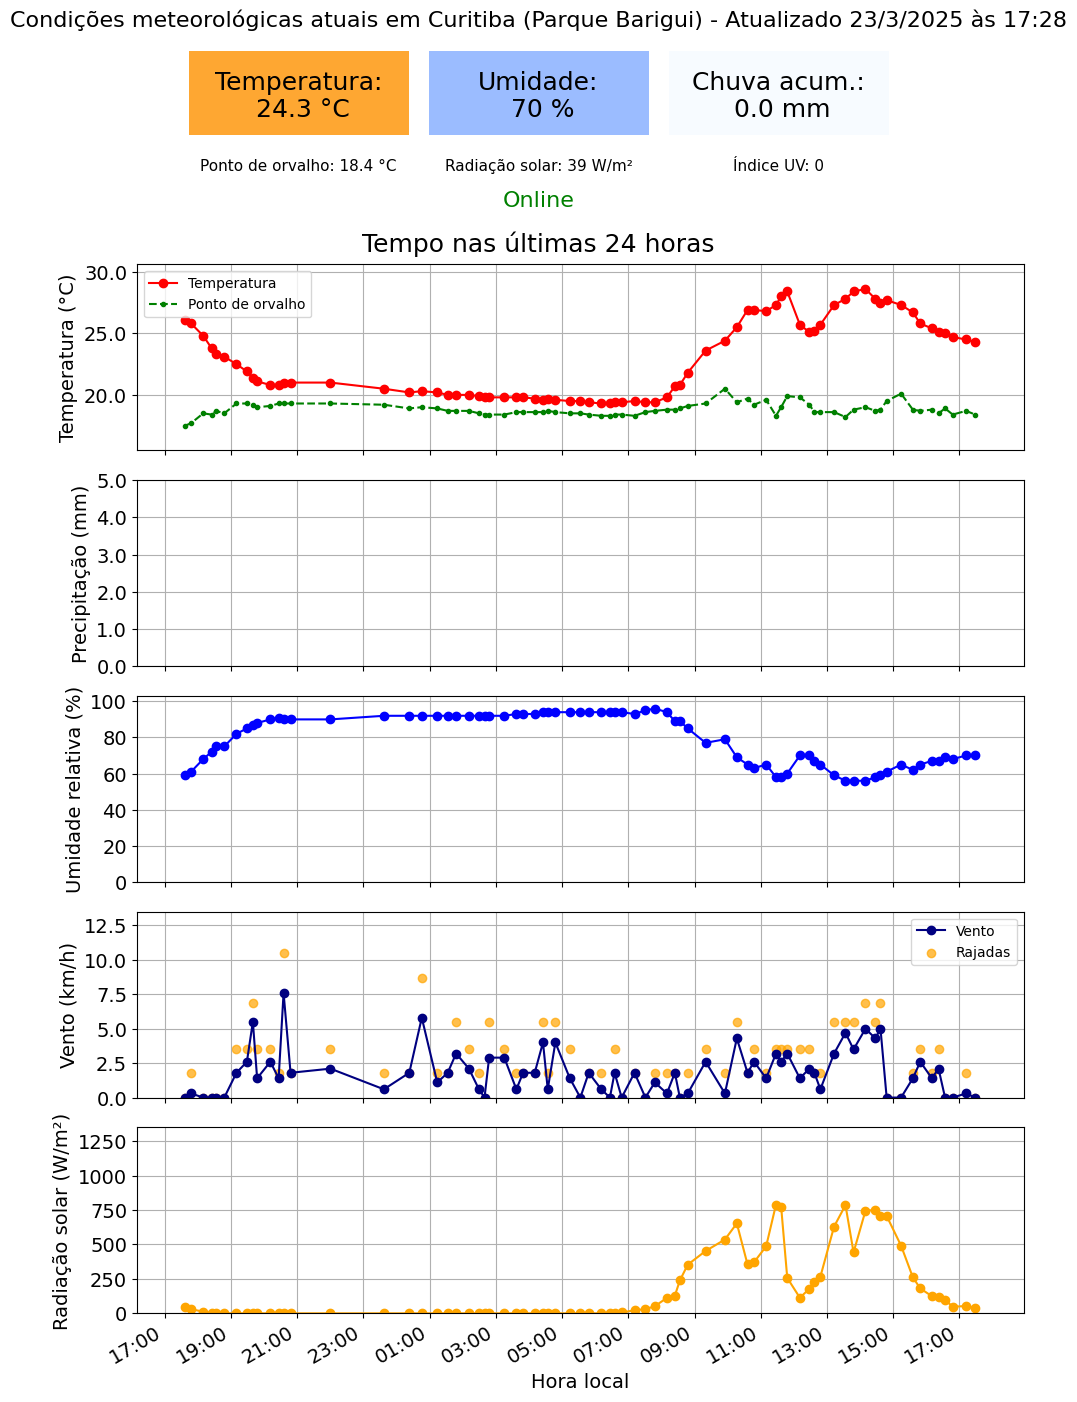 Condições meteorológicas atuais em Curitiba (Parque Barigui) - Atualizado 23/3/2025 às 17:28
Temperatura:
24.3 °C
Umidade:
70 %
Chuva acum.:
0.0 mm
Ponto de orvalho: 18.4 °C
Radiação solar: 39 W/m²
Índice UV: 0
Online
Tempo nas últimas 24 horas
Temperatura (°C)
30.0
25.0
20.0
Temperatura
Ponto de orvalho
Precipitação (mm)
5.0
4.0
3.0
2.0
1.0
0.0
Umidade relativa (%)
100
80
60
40
20
0
Vento (km/h)
12.5
10.0
7.5
5.0
2.5
0.0
Vento
Rajadas
Radiação solar (W/m²)
1250
1000
750
500
250
0
17:00
19:00
21:00
23:00
01:00
03:00
05:00
07:00
09:00
11:00
13:00
15:00
17:00
Hora local